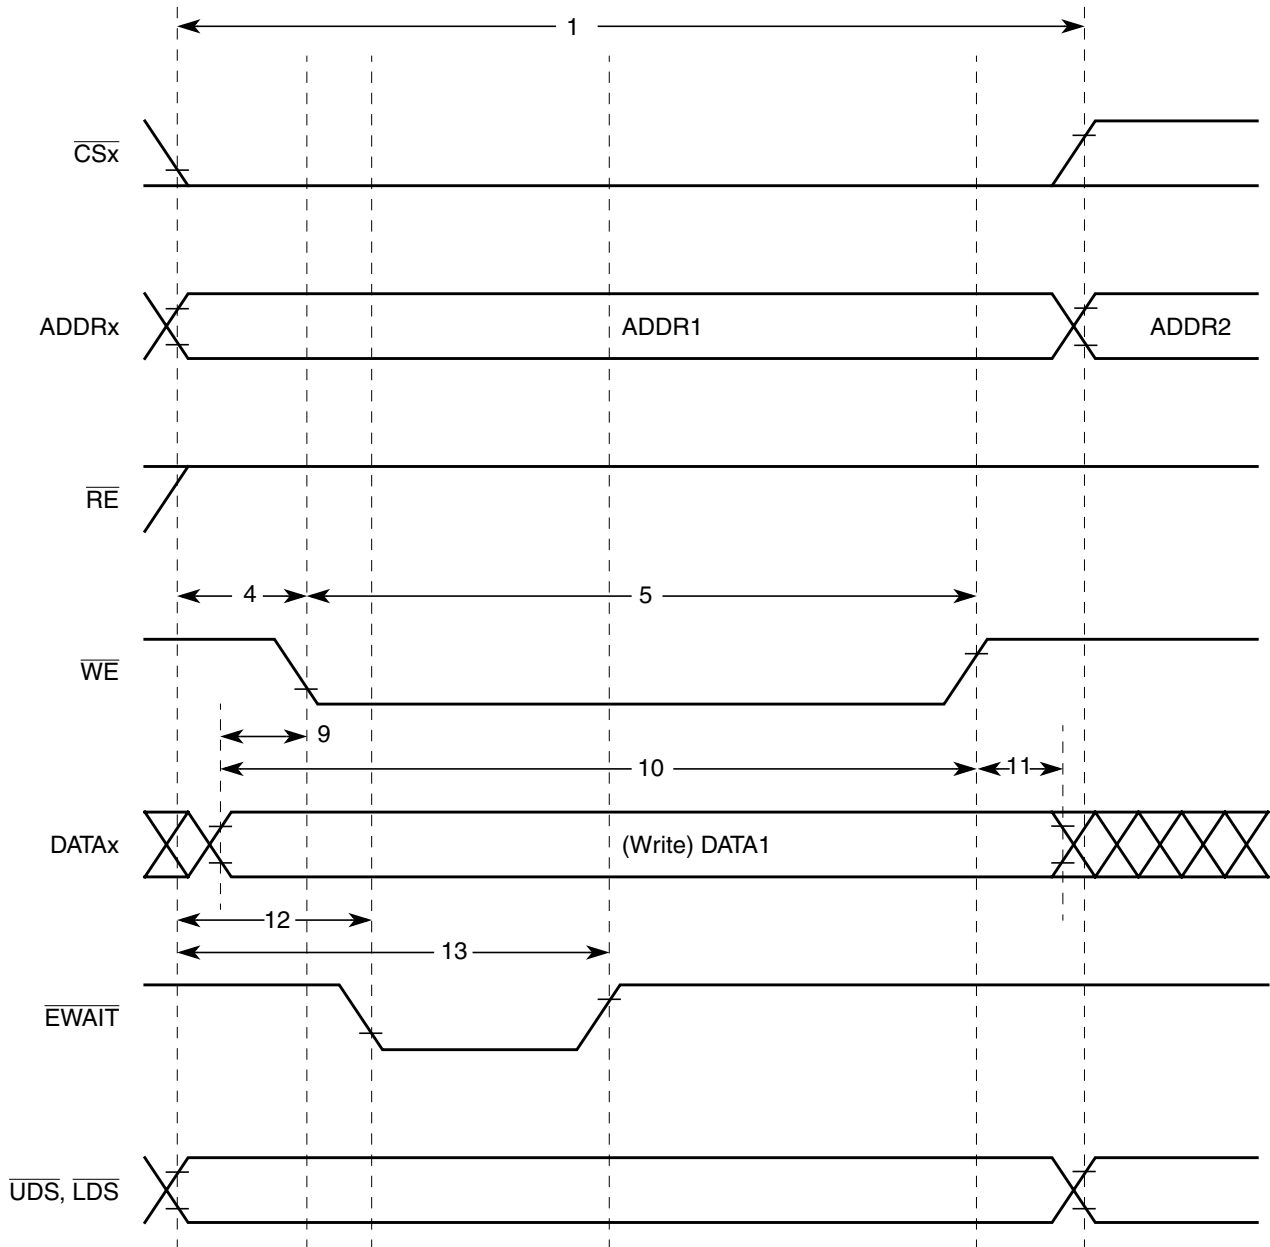 1
CSx
ADDRx
ADDR1
ADDR2
RE
4
5
WE
9
10
11
DATAx
(Write) DATA1
12
13
EWAIT
UDS, LDS